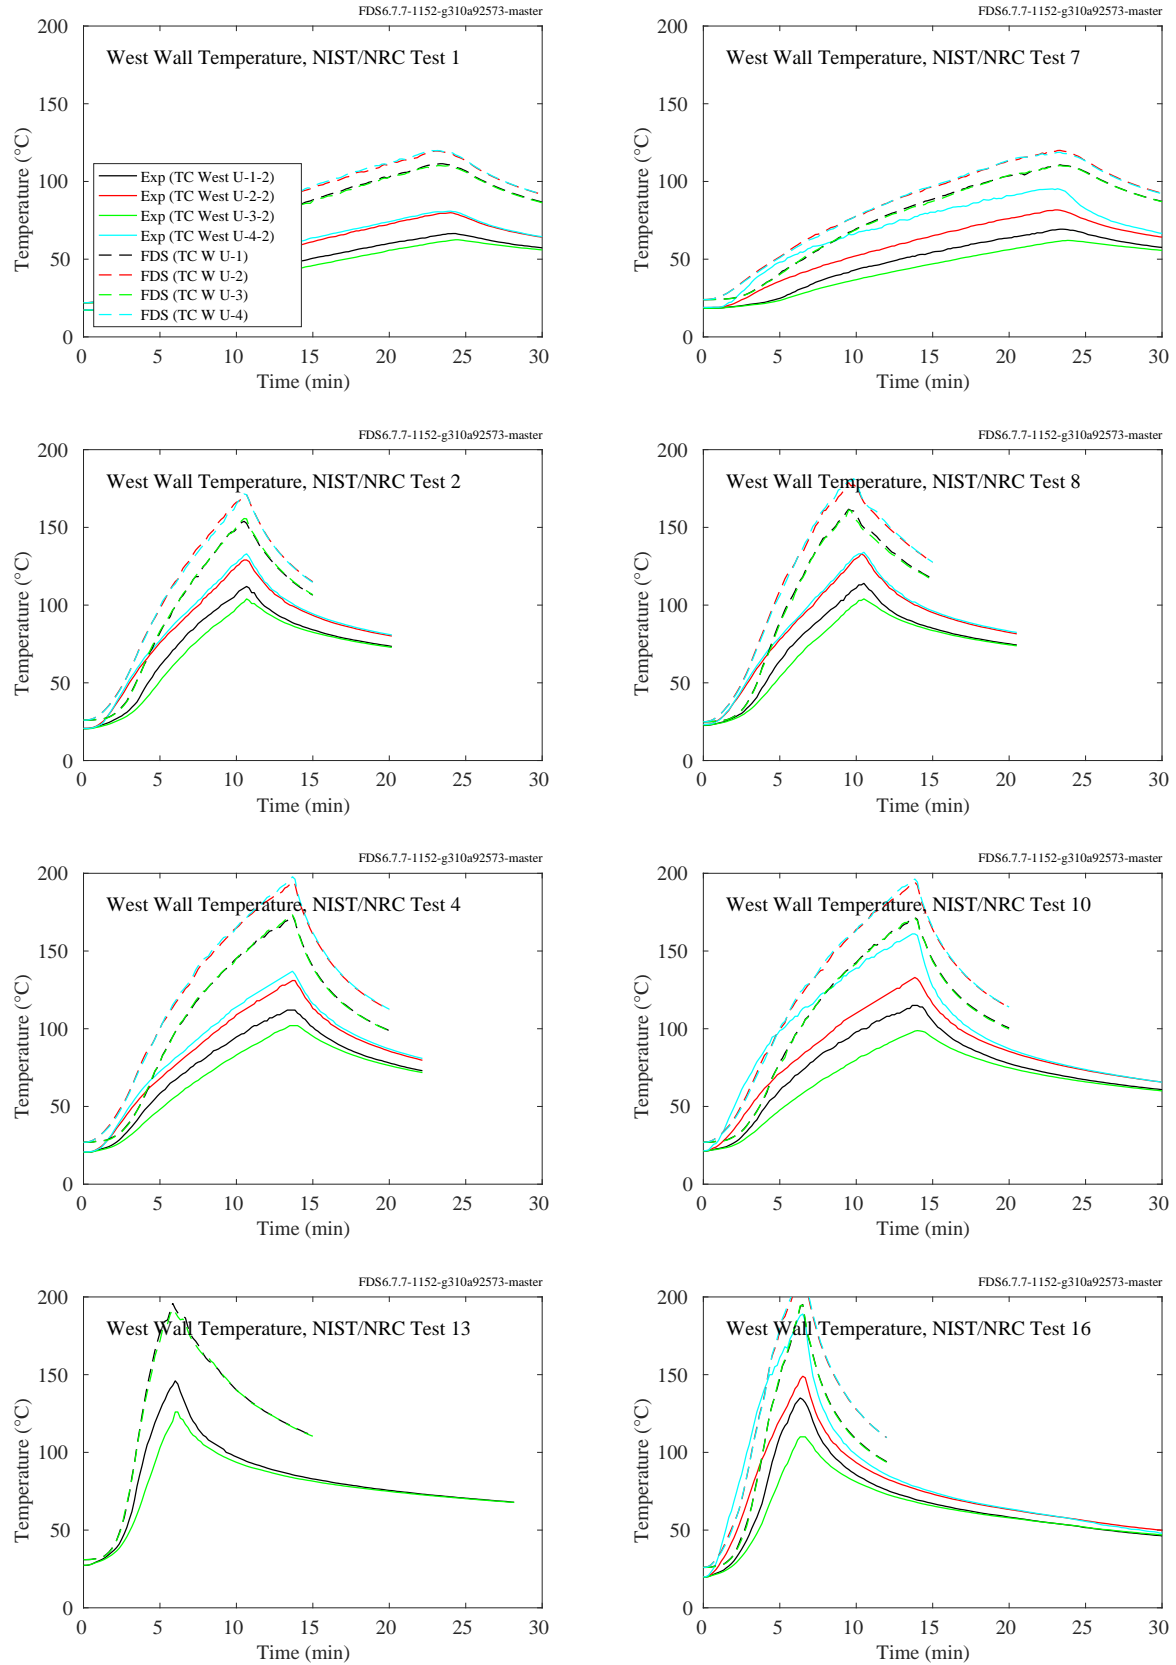 FDS6.7.7-1152-g310a92573-master
West Wall Temperature, NIST/NRC Test 1
Temperature (°C)
200
150
100
50
0
Exp (TC West U-1-2)
Exp (TC West U-2-2)
Exp (TC West U-3-2)
Exp (TC West U-4-2)
FDS (TC W U-1)
FDS (TC W U-2)
FDS (TC W U-3)
FDS (TC W U-4)
0 5 10 15 20 25 30
Time (min)
FDS6.7.7-1152-g310a92573-master
West Wall Temperature, NIST/NRC Test 7
Temperature (°C)
200
150
100
50
0
0 5 10 15 20 25 30
Time (min)
FDS6.7.7-1152-g310a92573-master
West Wall Temperature, NIST/NRC Test 2
Temperature (°C)
200
150
100
50
0
0 5 10 15 20 25 30
Time (min)
FDS6.7.7-1152-g310a92573-master
West Wall Temperature, NIST/NRC Test 8
Temperature (°C)
200
150
100
50
0
0 5 10 15 20 25 30
Time (min)
FDS6.7.7-1152-g310a92573-master
West Wall Temperature, NIST/NRC Test 4
Temperature (°C)
200
150
100
50
0
0 5 10 15 20 25 30
Time (min)
FDS6.7.7-1152-g310a92573-master
West Wall Temperature, NIST/NRC Test 10
Temperature (°C)
200
150
100
50
0
0 5 10 15 20 25 30
Time (min)
FDS6.7.7-1152-g310a92573-master
West Wall Temperature, NIST/NRC Test 13
Temperature (°C)
200
150
100
50
0
0 5 10 15 20 25 30
Time (min)
FDS6.7.7-1152-g310a92573-master
West Wall Temperature, NIST/NRC Test 16
Temperature (°C)
200
150
100
50
0
0 5 10 15 20 25 30
Time (min)